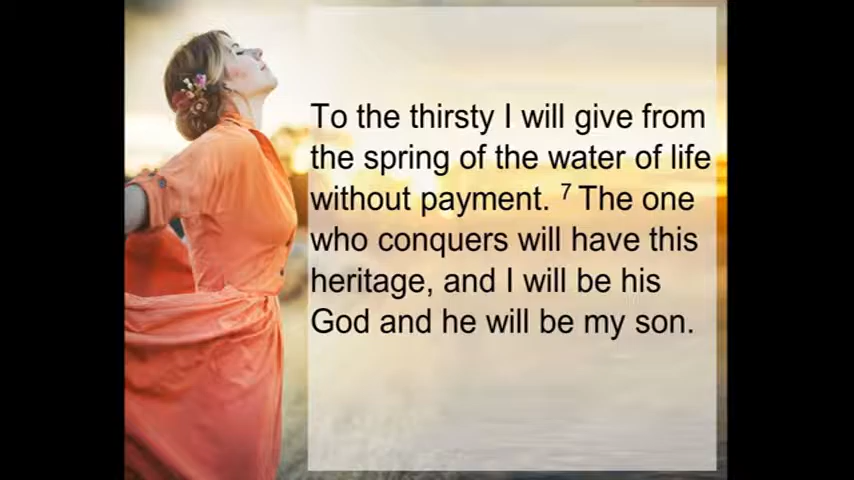 To the thirsty I will give from
the spring of the water of life
without payment. ⁷ The one
who conquers will have this
heritage, and I will be his
God and he will be my son.